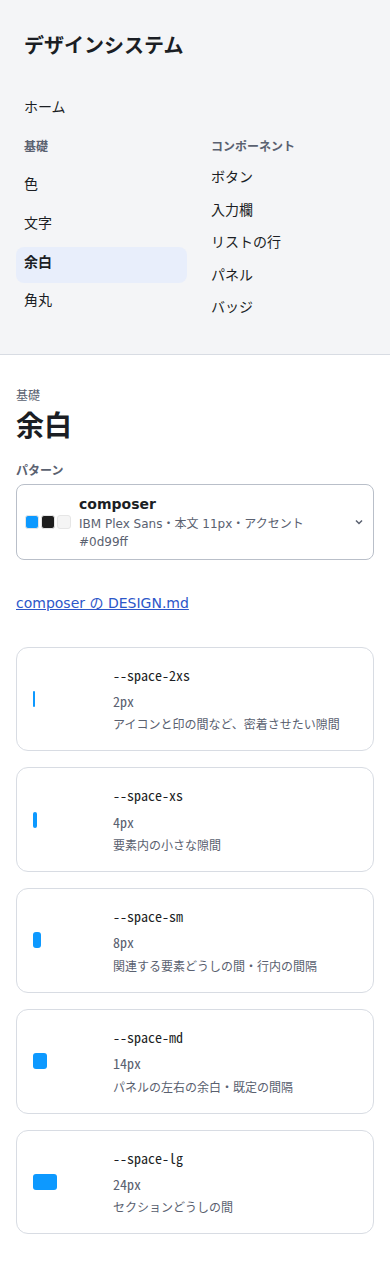 デザインシステム
ホーム
基礎
色
文字
余白
角丸
コンポーネント
ボタン
入力欄
リストの行
パネル
バッジ
基礎
余白
パターン
composer
IBM Plex Sans・本文 11px・アクセント
#0d99ff
composer の DESIGN.md
--space-2xs
2px
アイコンと印の間など、密着させたい隙間
--space-xs
4px
要素内の小さな隙間
--space-sm
8px
関連する要素どうしの間・行内の間隔
--space-md
14px
パネルの左右の余白・既定の間隔
--space-lg
24px
セクションどうしの間